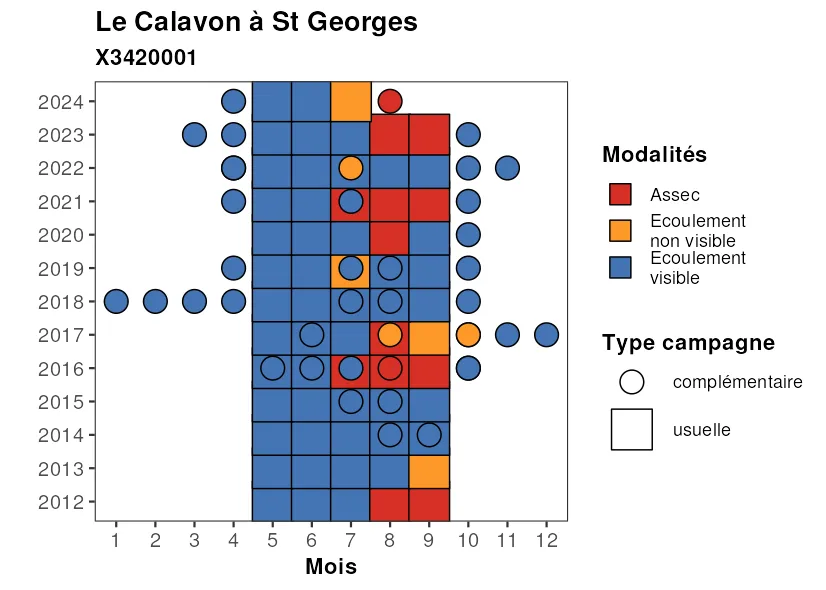 Le Calavon à St Georges
X3420001
2024
2023
2022
2021
2020
2019
2018
2017
2016
2015
2014
2013
2012
1 2 3 4 5 6 7 8 9 10 11 12
Mois
Modalités
Assec
Ecoulement
non visible
Ecoulement
visible
Type campagne
complémentaire
usuelle